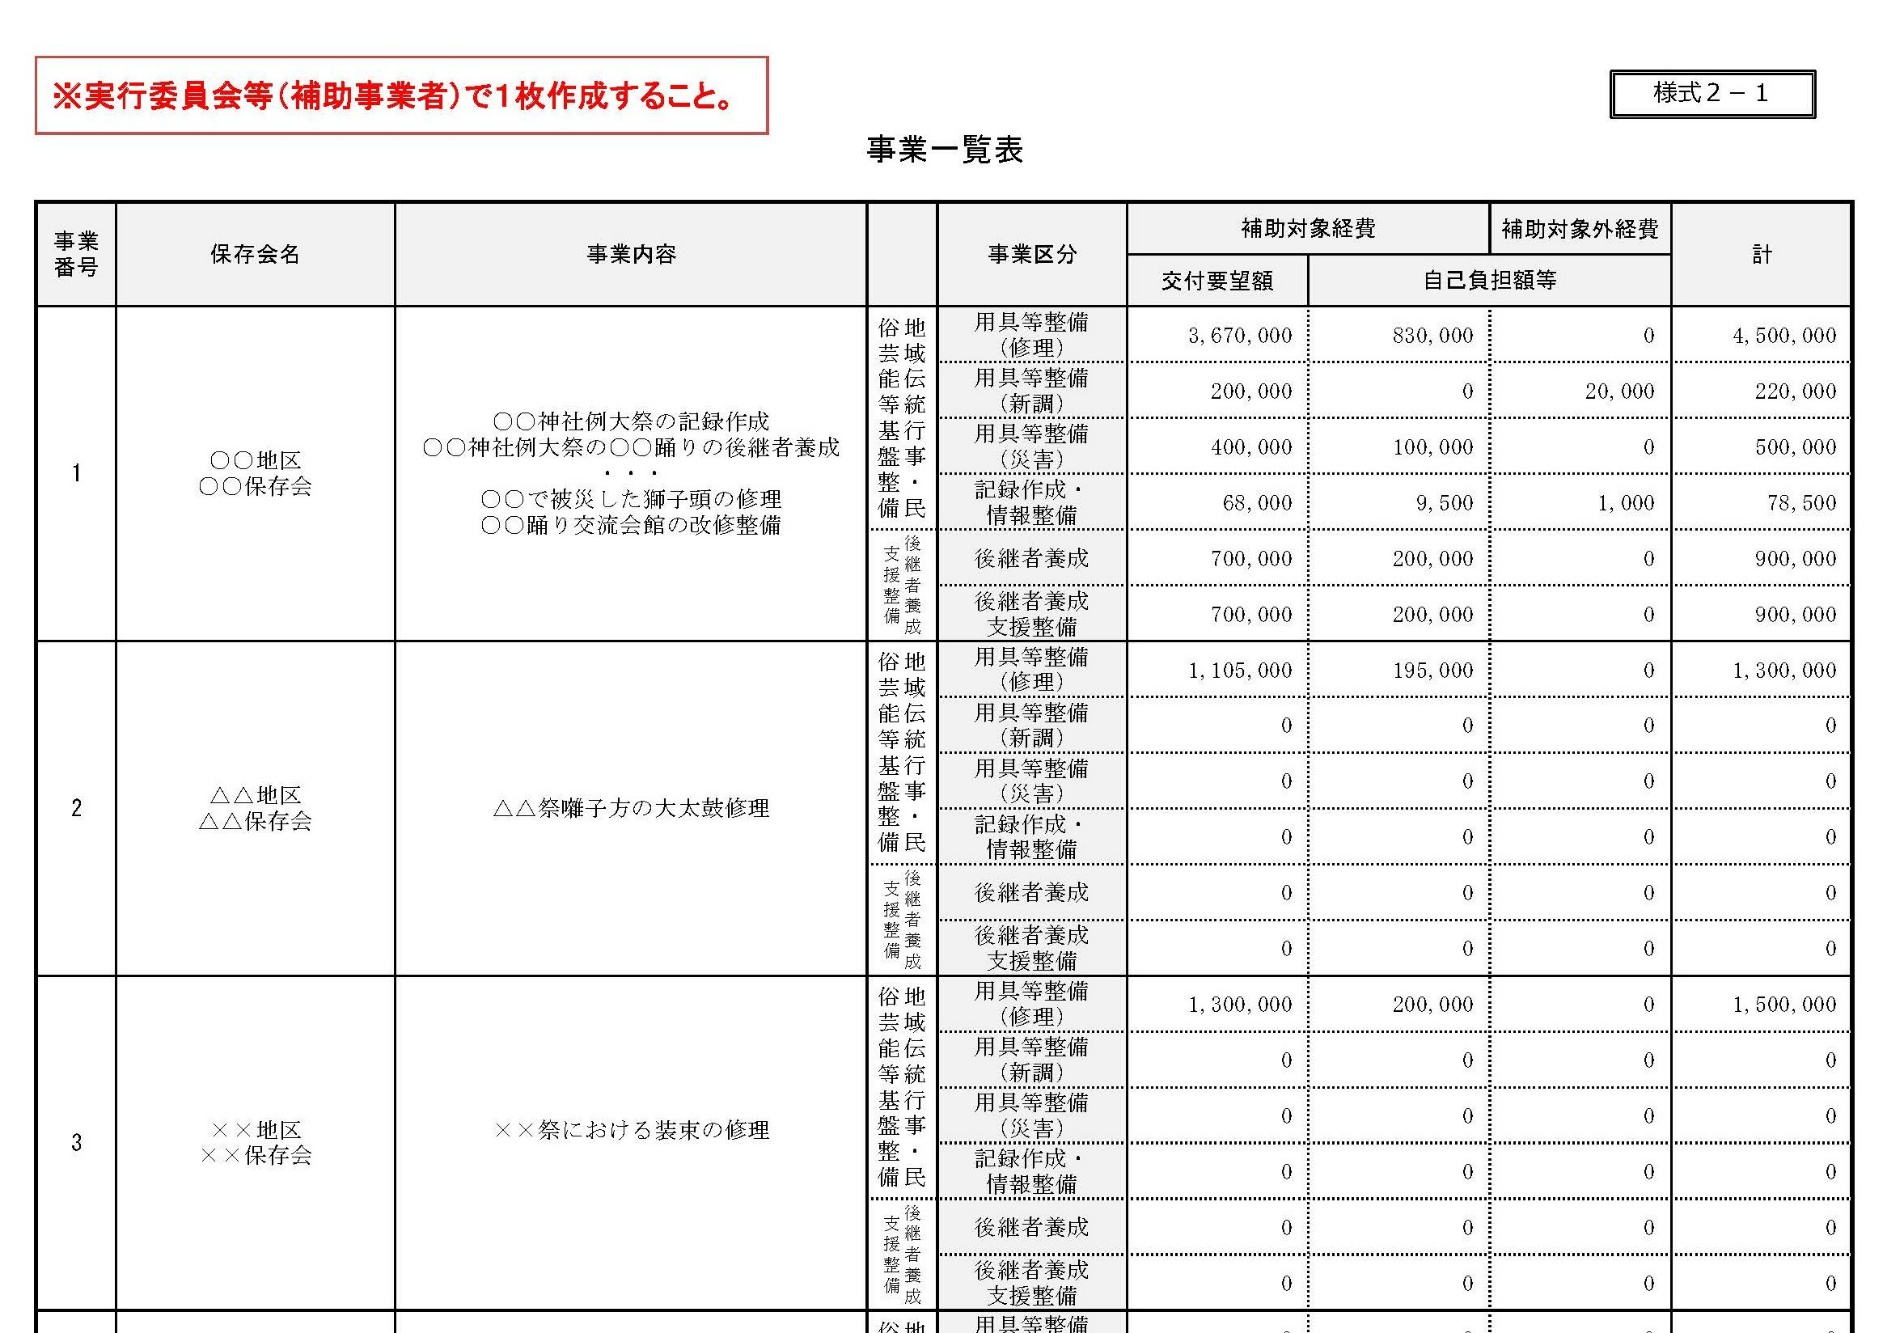 ※実行委員会等（補助事業者）で１枚作成すること。
様式２－１
事業一覧表
事業番号 保存会名 事業内容 事業区分 補助対象経費 補助対象外経費 計
交付要望額 自己負担額等
1
〇〇地区
〇〇保存会
〇〇神社例大祭の記録作成
〇〇神社例大祭の〇〇踊りの後継者養成
・・・
〇〇で被災した獅子頭の修理
〇〇踊り交流会館の改修整備
地域伝統行事・民俗芸能等基盤整備
用具等整備（修理） 3,670,000 830,000 0 4,500,000
用具等整備（新調） 200,000 0 20,000 220,000
用具等整備（災害） 400,000 100,000 0 500,000
記録作成・情報整備 68,000 9,500 1,000 78,500
後継者養成支援整備
後継者養成 700,000 200,000 0 900,000
後継者養成支援整備 700,000 200,000 0 900,000
2
△△地区
△△保存会
△△祭囃子方の大太鼓修理
地域伝統行事・民俗芸能等基盤整備
用具等整備（修理） 1,105,000 195,000 0 1,300,000
用具等整備（新調） 0 0 0 0
用具等整備（災害） 0 0 0 0
記録作成・情報整備 0 0 0 0
後継者養成支援整備
後継者養成 0 0 0 0
後継者養成支援整備 0 0 0 0
3
××地区
××保存会
××祭における装束の修理
地域伝統行事・民俗芸能等基盤整備
用具等整備（修理） 1,300,000 200,000 0 1,500,000
用具等整備（新調） 0 0 0 0
用具等整備（災害） 0 0 0 0
記録作成・情報整備 0 0 0 0
後継者養成支援整備
後継者養成 0 0 0 0
後継者養成支援整備 0 0 0 0
用具等整備